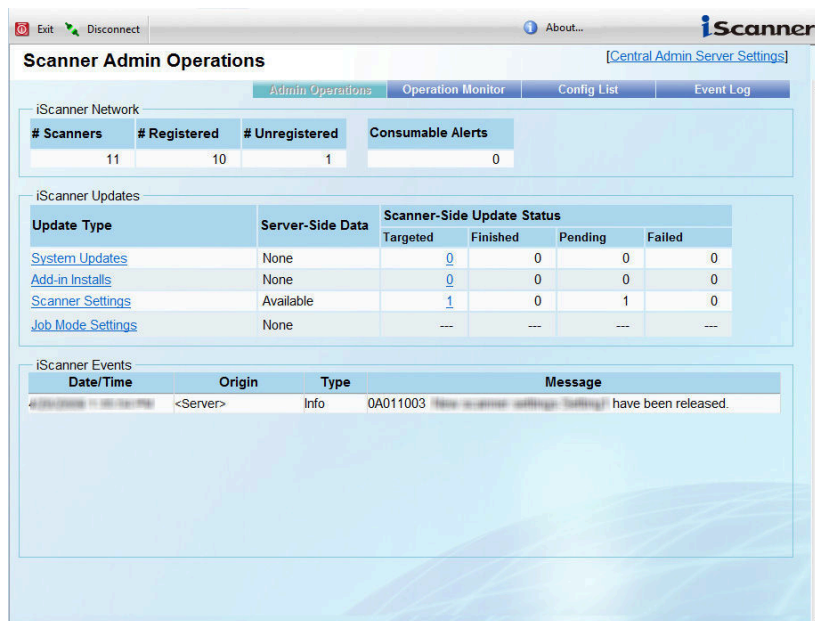 Exit Disconnect About... iScanner
Scanner Admin Operations [Central Admin Server Settings]
Admin Operations Operation Monitor Config List Event Log
iScanner Network
# Scanners # Registered # Unregistered Consumable Alerts
11 10 1 0
iScanner Updates
Update Type Server-Side Data Scanner-Side Update Status
Targeted Finished Pending Failed
System Updates None 0 0 0 0
Add-in Installs None 0 0 0 0
Scanner Settings Available 1 0 1 0
Job Mode Settings None --- --- --- ---
iScanner Events
Date/Time Origin Type Message
<Server> Info 0A011003 have been released.